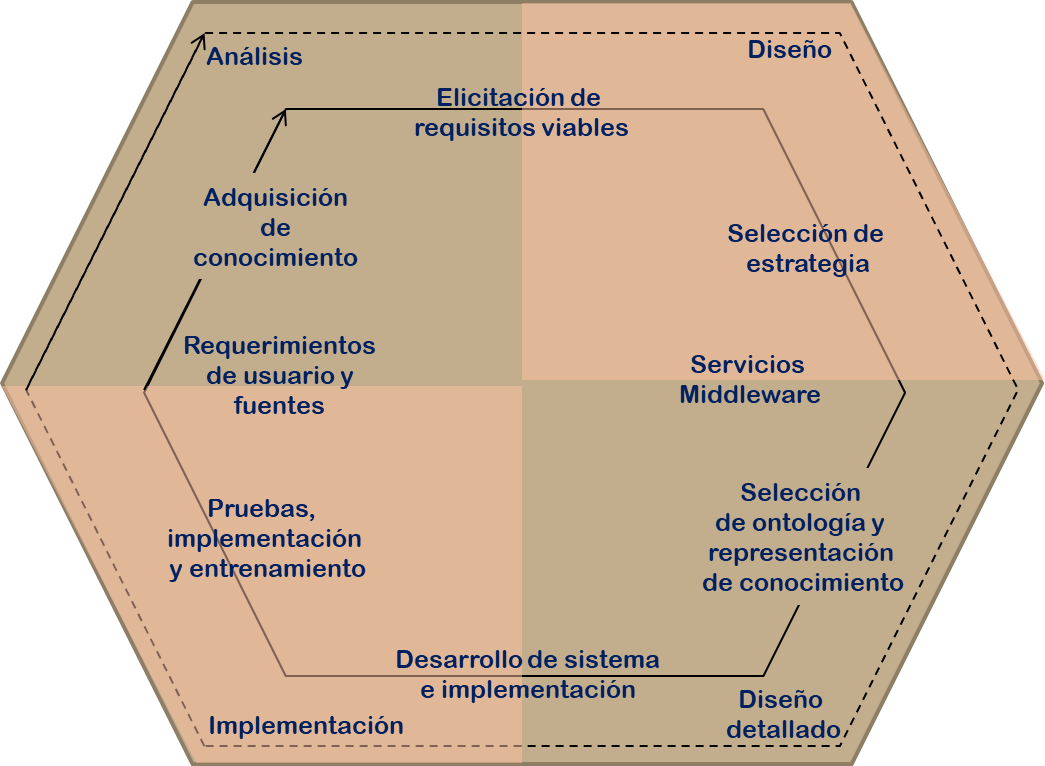 Análisis
Diseño
Elicitación de
requisitos viables
Adquisición
de
conocimiento
Selección de
estrategia
Requerimientos
de usuario y
fuentes
Servicios
Middleware
Pruebas,
implementación
y entrenamiento
Selección
de ontología y
representación
de conocimiento
Desarrollo de sistema
e implementación
Implementación
Diseño
detallado